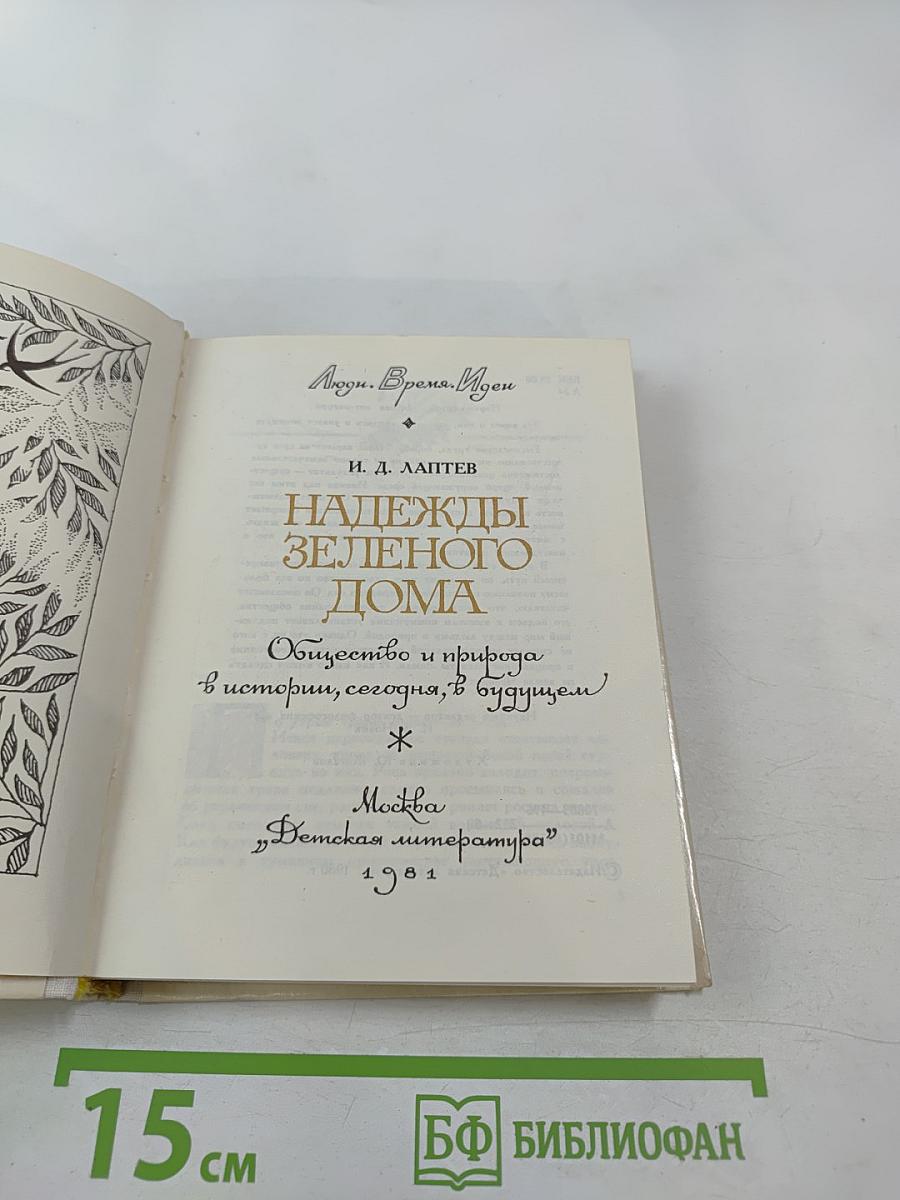 Люди. Время. Идеи
И. Д. ЛАПТЕВ
НАДЕЖДЫ
ЗЕЛЕНОГО
ДОМА
Общество и природа
в истории, сегодня, в будущем
Москва
„Детская литература”
1981
15 см
БФ БИБЛИОФАН